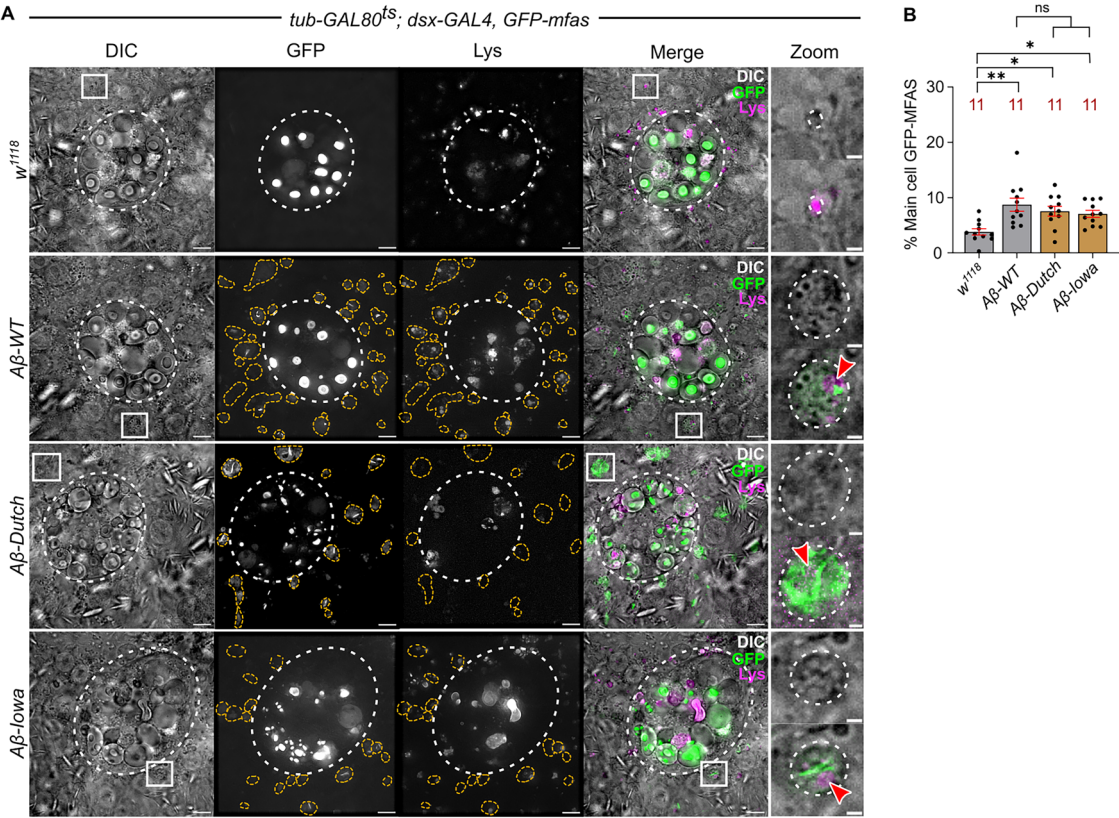 A
tub-GAL80ts; dsx-GAL4, GFP-mfas
DIC GFP Lys Merge Zoom
w1118
DIC
GFP
Lys
Aβ-WT
DIC
GFP
Lys
Aβ-Dutch
DIC
GFP
Lys
Aβ-Iowa
DIC
GFP
Lys
B
ns
*
*
**
% Main cell GFP-MFAS
30
20
10
0
11 11 11 11
w1118 Aβ-WT Aβ-Dutch Aβ-Iowa